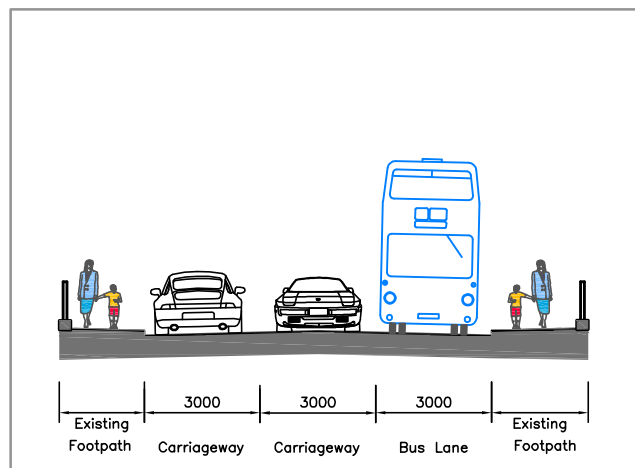 3000 3000 3000
Existing Existing
Footpath Carriageway Carriageway Bus Lane Footpath